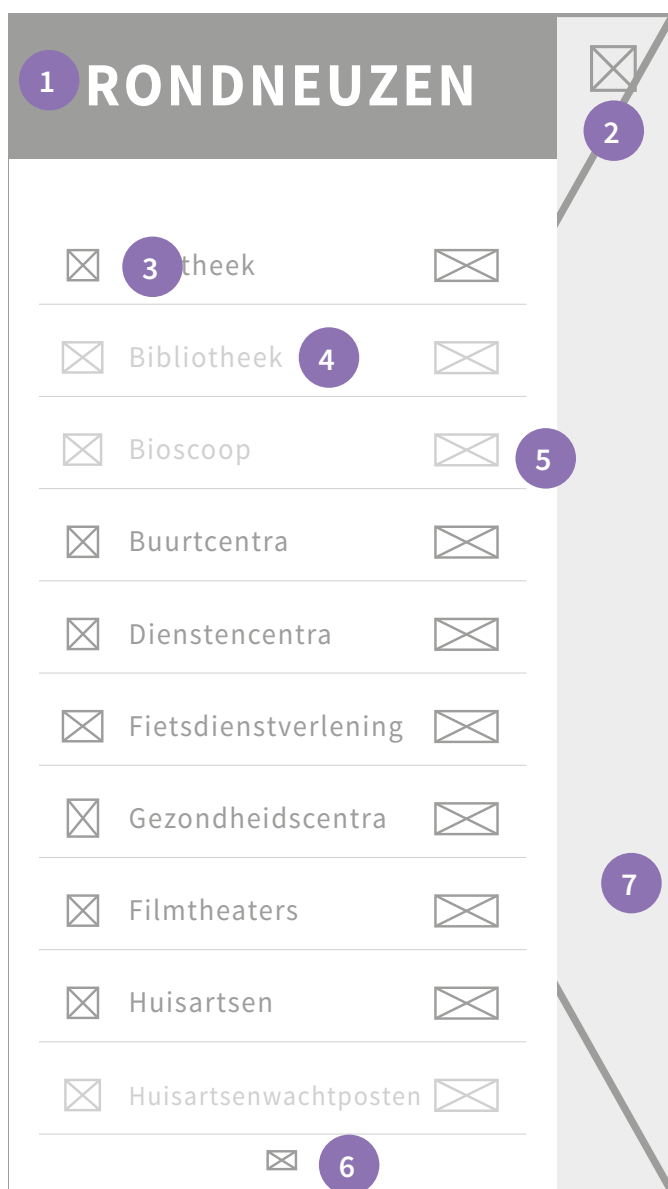 1 RONDNEUZEN
2
3 theek
Bibliotheek 4
Bioscoop 5
Buurtcentra
Dienstencentra
Fietsdienstverlening
Gezondheidscentra
7
Filmtheaters
Huisartsen
Huisartsenwachtposten
6